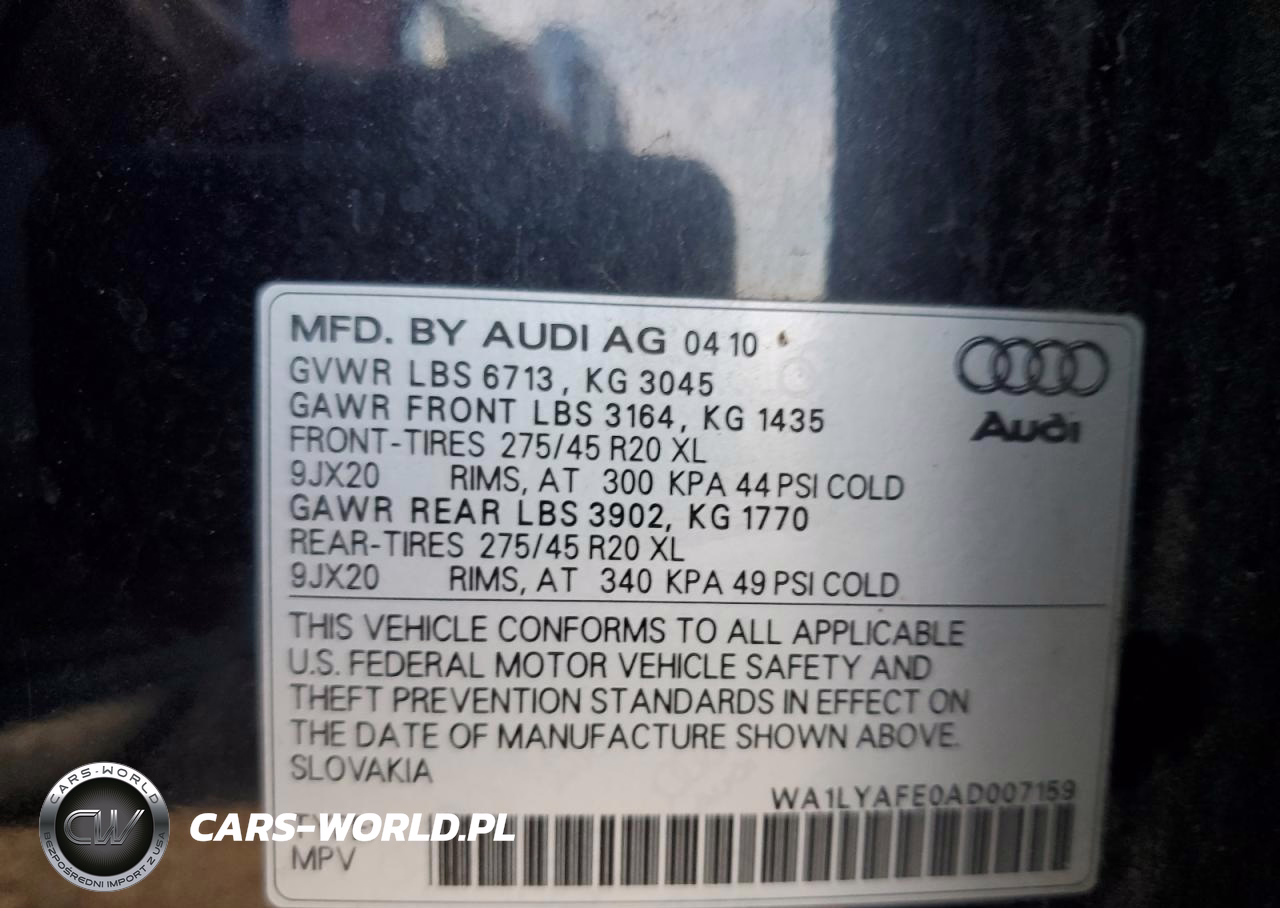 MFD. BY AUDI AG 04 10
GVWR LBS 6713, KG 3045
GAWR FRONT LBS 3164, KG 1435
FRONT-TIRES 275/45 R20 XL
9JX20 RIMS, AT 300 KPA 44 PSI COLD
GAWR REAR LBS 3902, KG 1770
REAR-TIRES 275/45 R20 XL
9JX20 RIMS, AT 340 KPA 49 PSI COLD
Audi
THIS VEHICLE CONFORMS TO ALL APPLICABLE
U.S. FEDERAL MOTOR VEHICLE SAFETY AND
THEFT PREVENTION STANDARDS IN EFFECT ON
THE DATE OF MANUFACTURE SHOWN ABOVE.
SLOVAKIA
WA1LYAFE0AD007159
MPV
CARS-WORLD
CW
BEZPOŚREDNI IMPORT Z USA
CARS-WORLD.PL